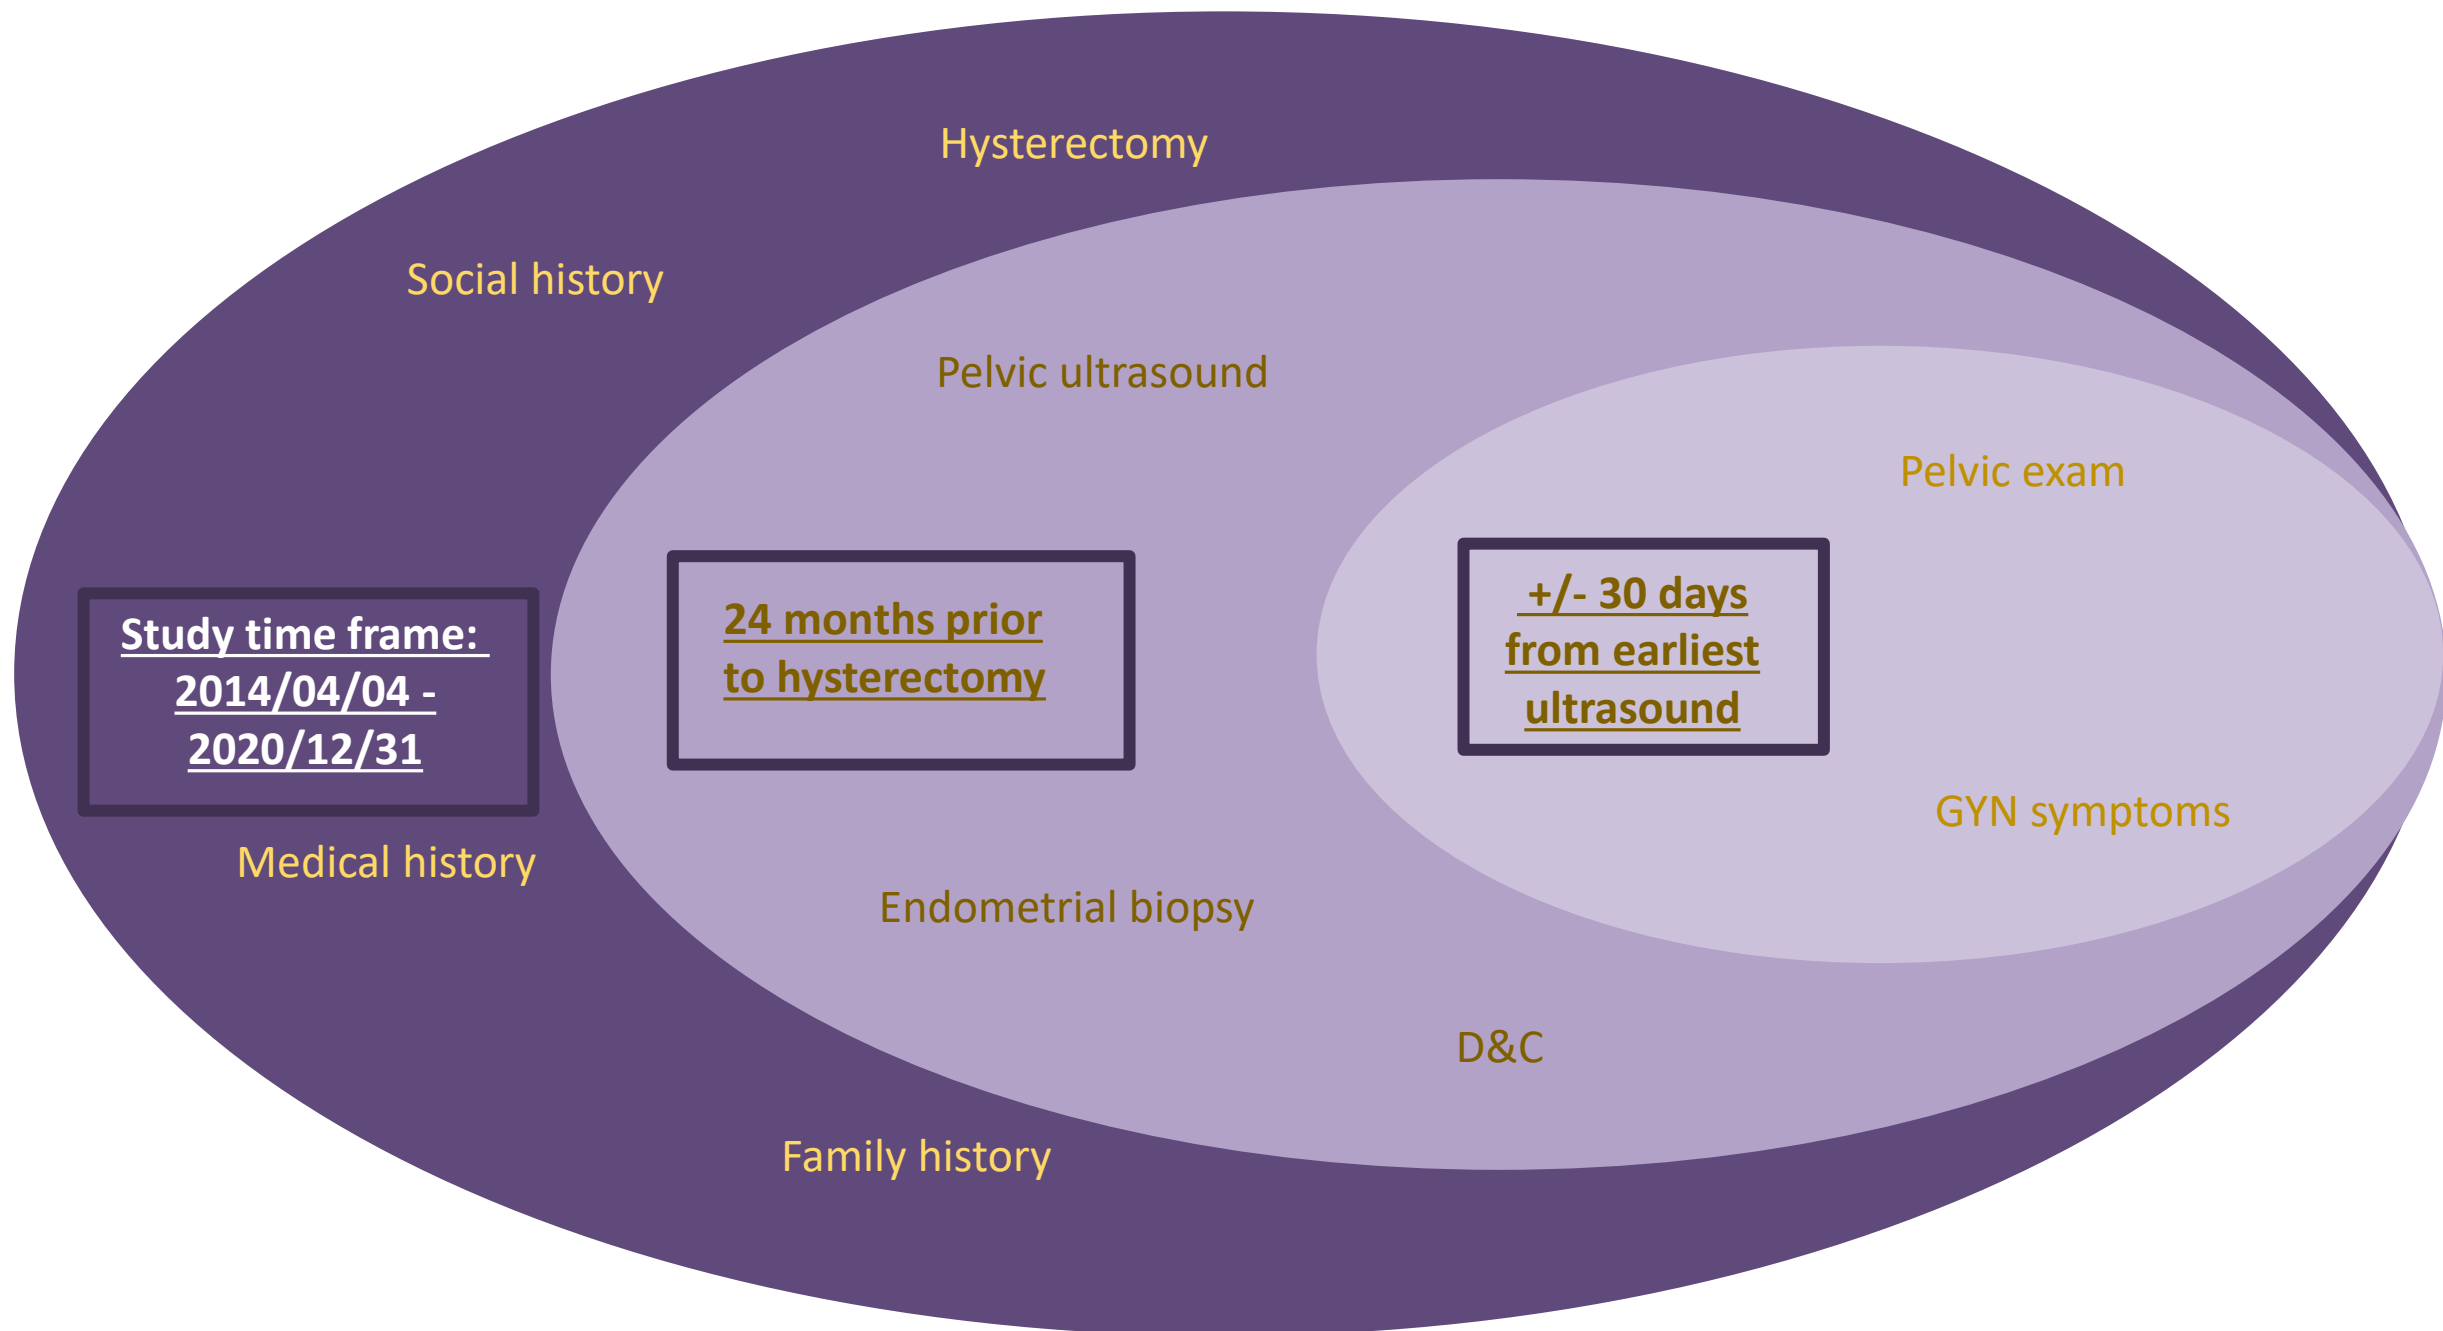 Hysterectomy
Social history
Pelvic ultrasound
Pelvic exam
Study time frame:
2014/04/04 -
2020/12/31
24 months prior
to hysterectomy
+/- 30 days
from earliest
ultrasound
GYN symptoms
Medical history
Endometrial biopsy
D&C
Family history